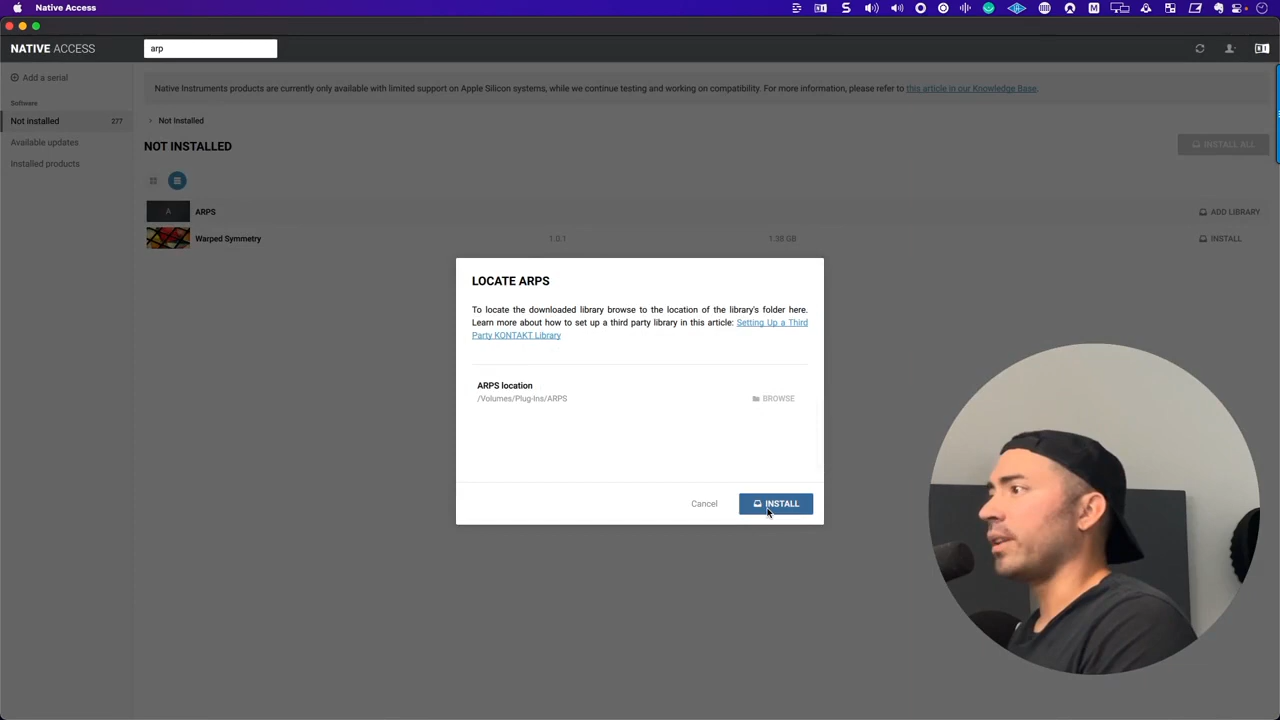 Native Access
NATIVE ACCESS
arp
Add a serial
Native Instruments products are currently only available with limited support on Apple Silicon systems, while we continue testing and working on compatibility. For more information, please refer to this article in our Knowledge Base.
Software
Not installed 277
> Not Installed
Available updates
NOT INSTALLED
INSTALL ALL
Installed products
A ARPS ADD LIBRARY
Warped Symmetry 1.0.1 1.38 GB INSTALL
LOCATE ARPS
To locate the downloaded library browse to the location of the library's folder here.
Learn more about how to set up a third party library in this article: Setting Up a Third
Party KONTAKT Library
ARPS location
/Volumes/Plug-Ins/ARPS BROWSE
Cancel INSTALL